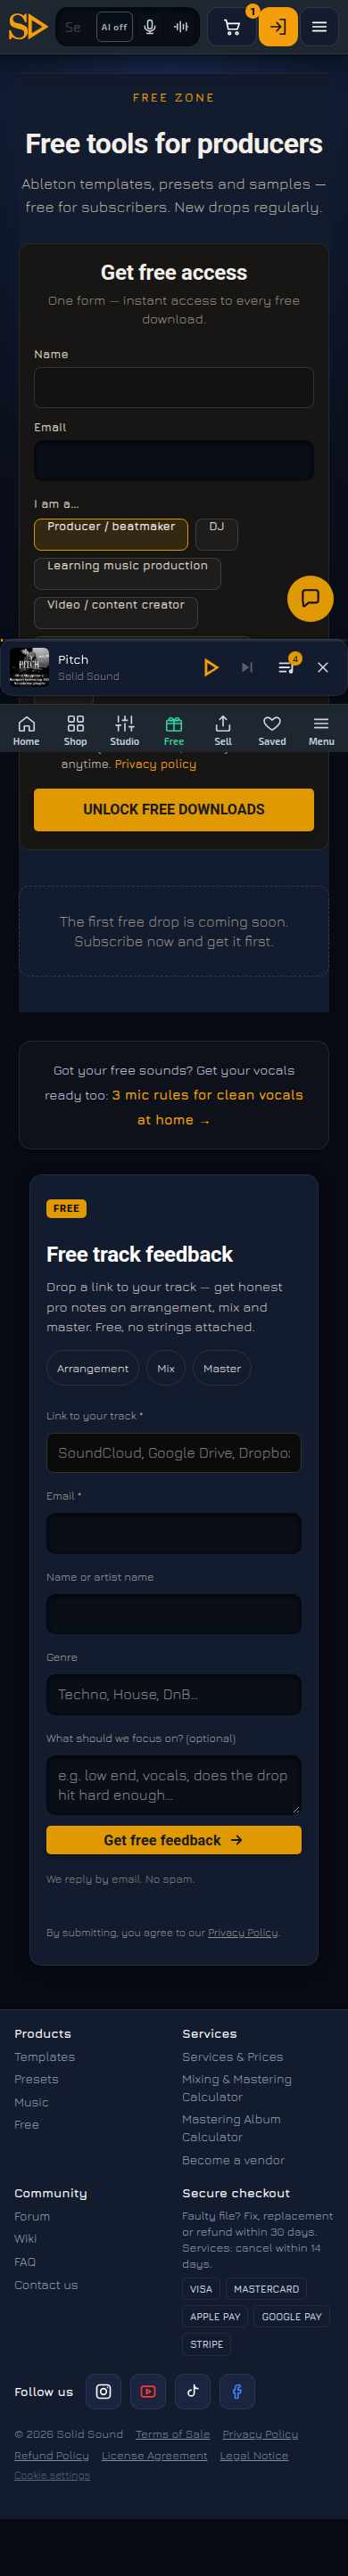 SD
Se
AI off
1
FREE ZONE
Free tools for producers
Ableton templates, presets and samples —
free for subscribers. New drops regularly.
Get free access
One form — instant access to every free
download.
Name
Email
I am a...
Producer / beatmaker
DJ
Learning music production
Video / content creator
PITCH
Pitch
Solid Sound
4
Home
Shop
Studio
Free
Sell
Saved
Menu
anytime. Privacy policy
UNLOCK FREE DOWNLOADS
The first free drop is coming soon.
Subscribe now and get it first.
Got your free sounds? Get your vocals
ready too: 3 mic rules for clean vocals
at home →
FREE
Free track feedback
Drop a link to your track — get honest
pro notes on arrangement, mix and
master. Free, no strings attached.
Arrangement
Mix
Master
Link to your track *
SoundCloud, Google Drive, Dropbox
Email *
Name or artist name
Genre
Techno, House, DnB...
What should we focus on? (optional)
e.g. low end, vocals, does the drop
hit hard enough...
Get free feedback →
We reply by email. No spam.
By submitting, you agree to our Privacy Policy.
Products
Templates
Presets
Music
Free
Services
Services & Prices
Mixing & Mastering
Calculator
Mastering Album
Calculator
Become a vendor
Community
Forum
Wiki
FAQ
Contact us
Secure checkout
Faulty file? Fix, replacement
or refund within 30 days.
Services: cancel within 14
days.
VISA
MASTERCARD
APPLE PAY
GOOGLE PAY
STRIPE
Follow us
© 2026 Solid Sound Terms of Sale Privacy Policy
Refund Policy License Agreement Legal Notice
Cookie settings